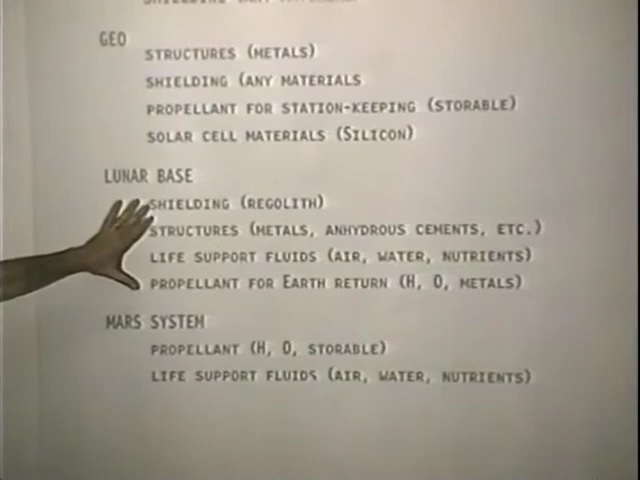 GEO
STRUCTURES (METALS)
SHIELDING (ANY MATERIALS
PROPELLANT FOR STATION-KEEPING (STORABLE)
SOLAR CELL MATERIALS (SILICON)
LUNAR BASE
SHIELDING (REGOLITH)
STRUCTURES (METALS, ANHYDROUS CEMENTS, ETC.)
LIFE SUPPORT FLUIDS (AIR, WATER, NUTRIENTS)
PROPELLANT FOR EARTH RETURN (H, O, METALS)
MARS SYSTEM
PROPELLANT (H, O, STORABLE)
LIFE SUPPORT FLUIDS (AIR, WATER, NUTRIENTS)